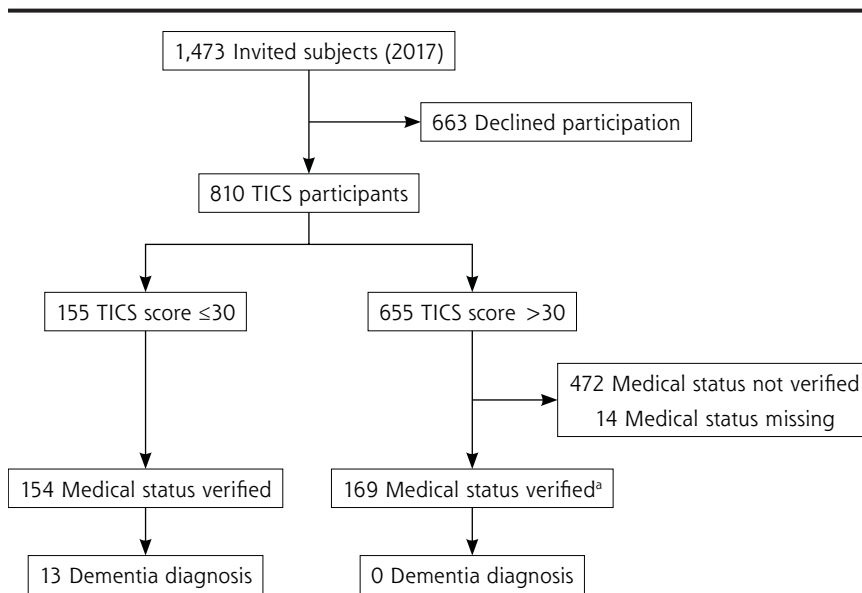 1,473 Invited subjects (2017)
663 Declined participation
810 TICS participants
155 TICS score ≤30
655 TICS score >30
472 Medical status not verified
14 Medical status missing
154 Medical status verified
169 Medical status verifiedᵃ
13 Dementia diagnosis
0 Dementia diagnosis